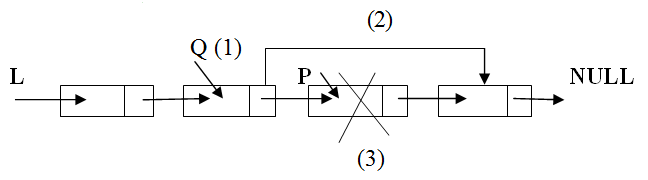 (2)
Q (1)
L
P
NULL
(3)